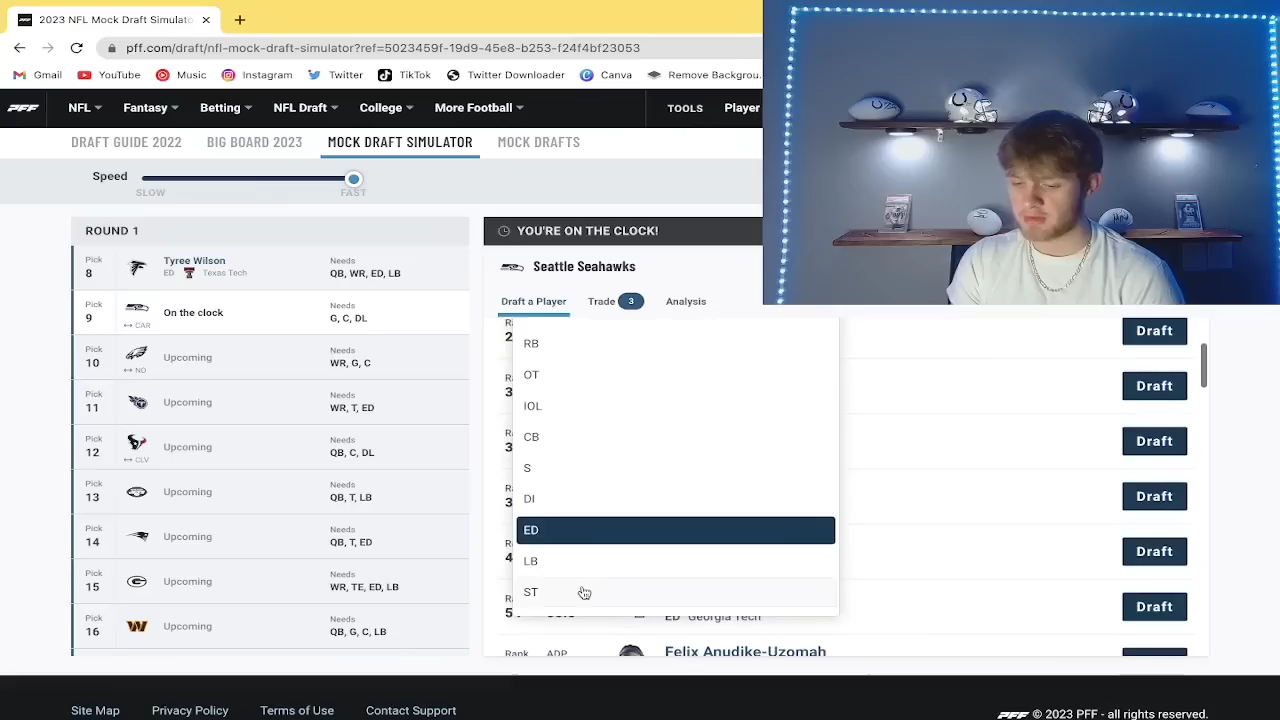 2023 NFL Mock Draft Simulato
pff.com/draft/nfl-mock-draft-simulator?ref=5023459f-19d9-45e8-b253-f24f4bf23053
Gmail YouTube Music Instagram Twitter TikTok Twitter Downloader Canva Remove Backgrou...
PFF NFL Fantasy Betting NFL Draft College More Football TOOLS Player
DRAFT GUIDE 2022 BIG BOARD 2023 MOCK DRAFT SIMULATOR MOCK DRAFTS
Speed
SLOW FAST
ROUND 1
Pick 8 Tyree Wilson Needs
ED Texas Tech QB, WR, ED, LB
Pick 9 On the clock Needs
CAR G, C, DL
Pick 10 Upcoming Needs
NO WR, G, C
Pick 11 Upcoming Needs
WR, T, ED
Pick 12 Upcoming Needs
CLV QB, C, DL
Pick 13 Upcoming Needs
QB, T, LB
Pick 14 Upcoming Needs
QB, T, ED
Pick 15 Upcoming Needs
WR, TE, ED, LB
Pick 16 Upcoming Needs
QB, G, C, LB
YOU'RE ON THE CLOCK!
Seattle Seahawks
Draft a Player Trade 3 Analysis
RB
OT
IOL
CB
S
DI
ED
LB
ST
Draft
Draft
Draft
Draft
Draft
Draft
ED Georgia Tech
Rank ADP Felix Anudike-Uzomah
Site Map Privacy Policy Terms of Use Contact Support
PFF © 2023 PFF - all rights reserved.